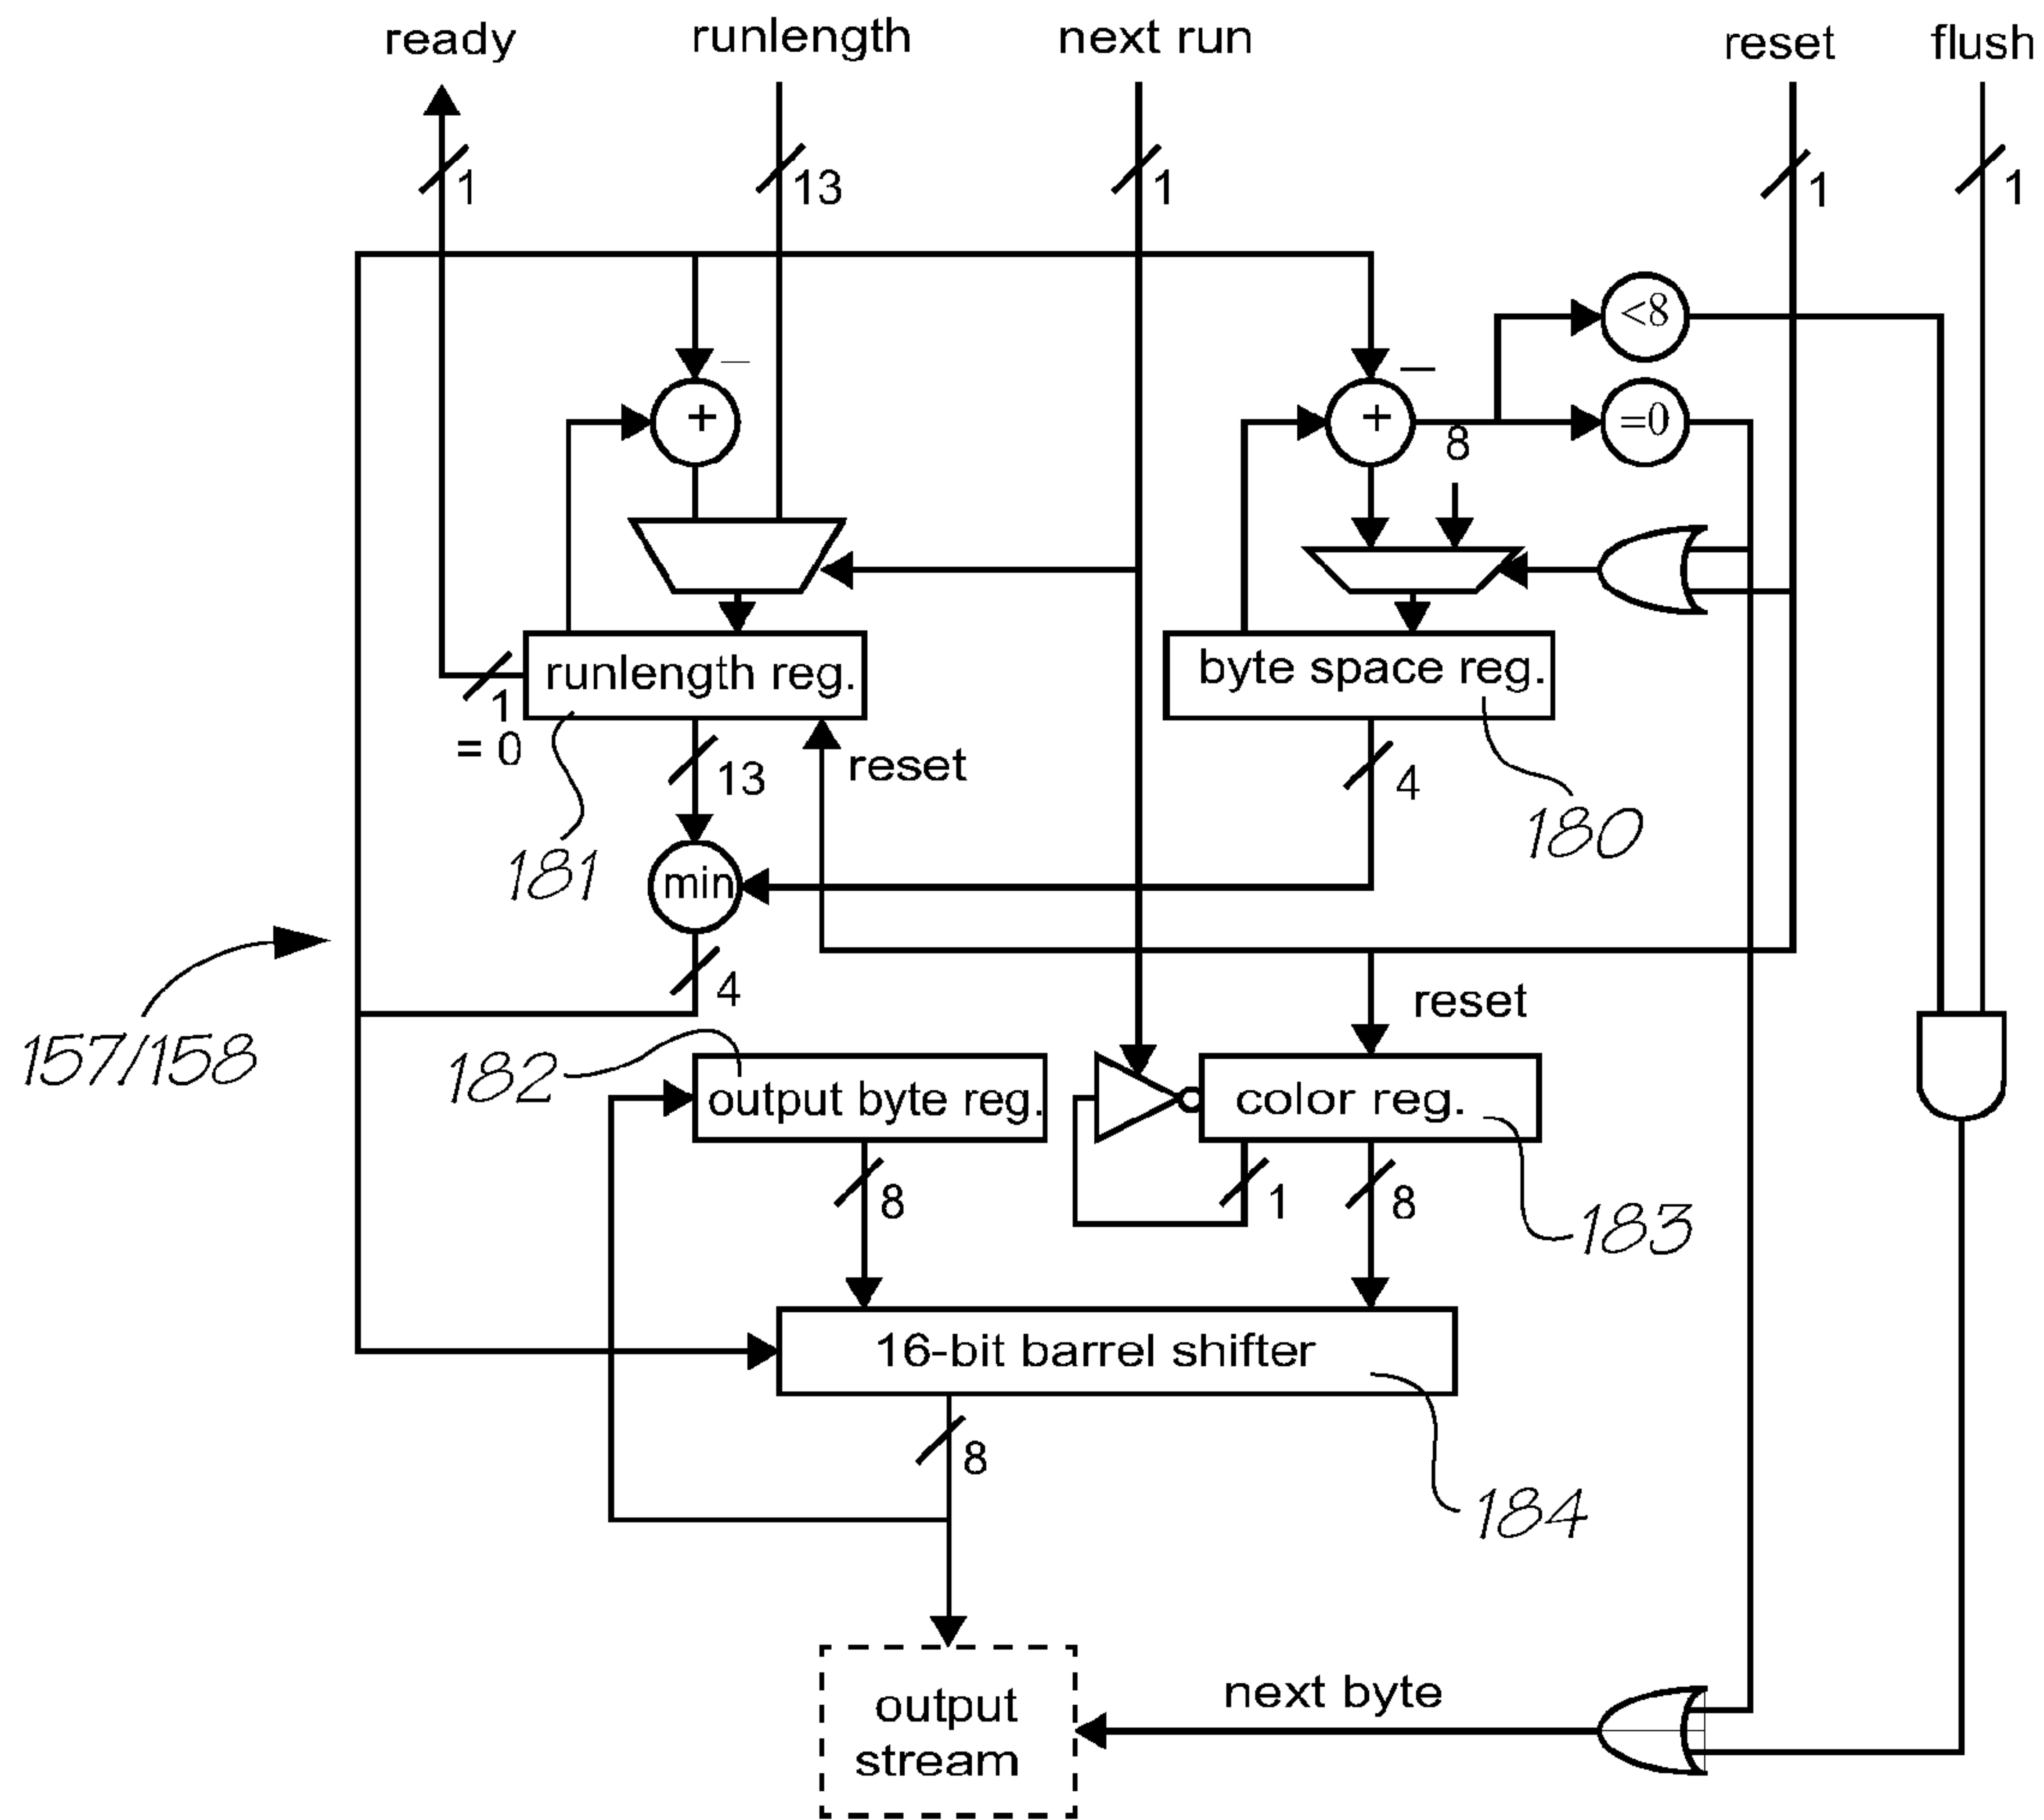 ready
runlength
next run
reset
flush
1
13
1
1
1
<8
−
−
+
+
=0
8
runlength reg.
byte space reg.
1
= 0
13
reset
4
180
181
min
4
reset
157/158
182
output byte reg.
color reg.
8
1
8
183
16-bit barrel shifter
8
184
next byte
output
stream